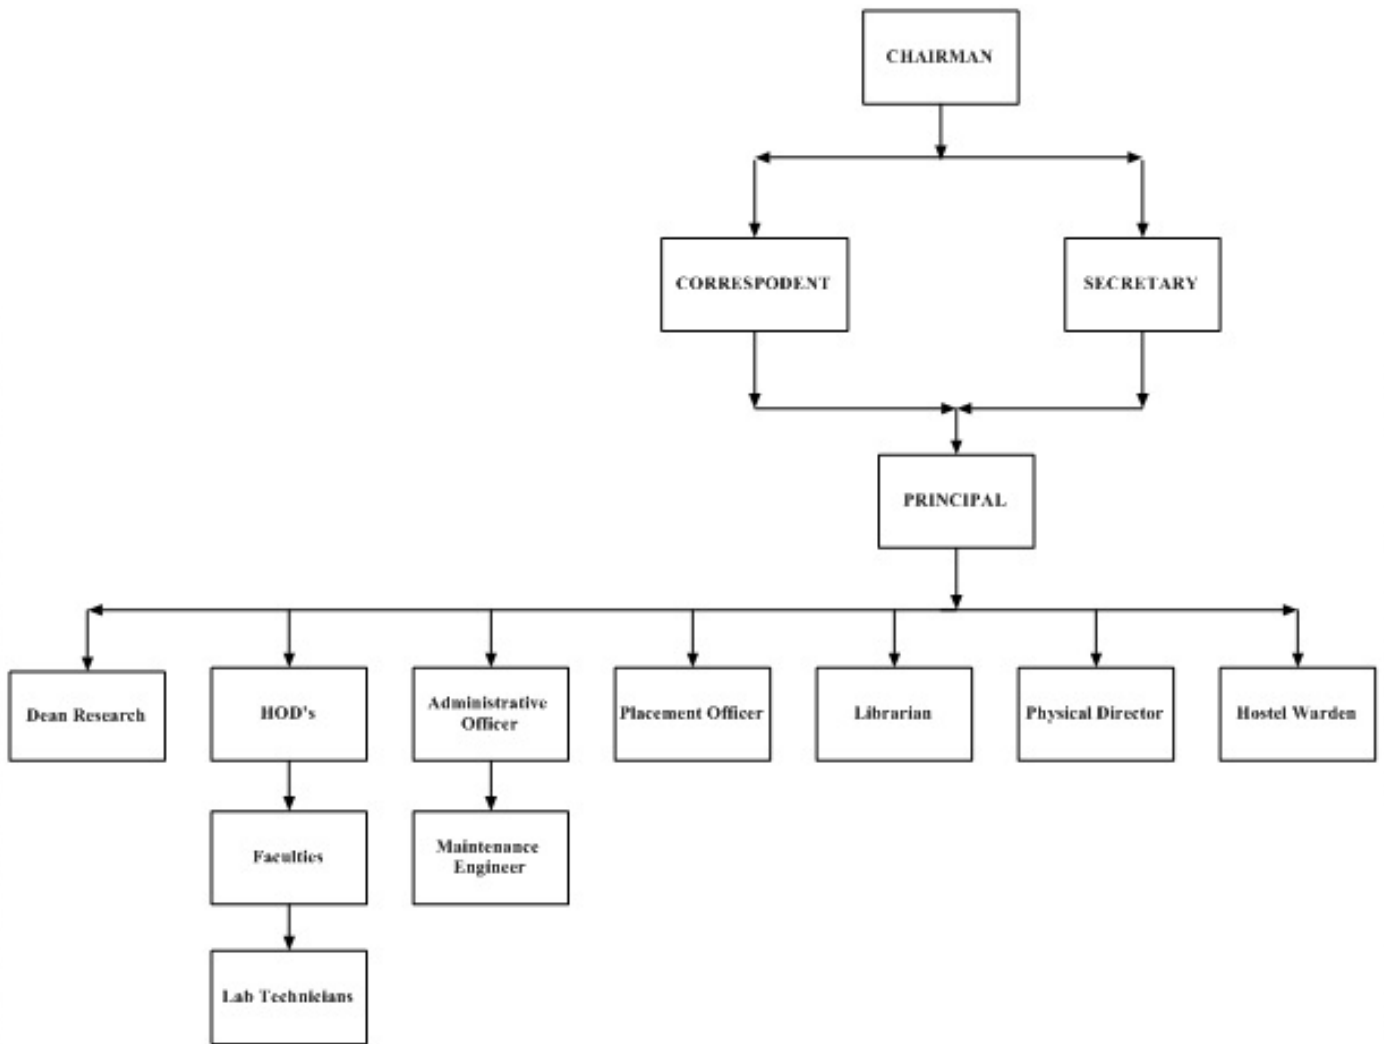 CHAIRMAN
CORRESPODENT
SECRETARY
PRINCIPAL
Dean Research
HOD's
Administrative
Officer
Placement Officer
Librarian
Physical Director
Hostel Warden
Faculties
Maintenance
Engineer
Lab Technicians